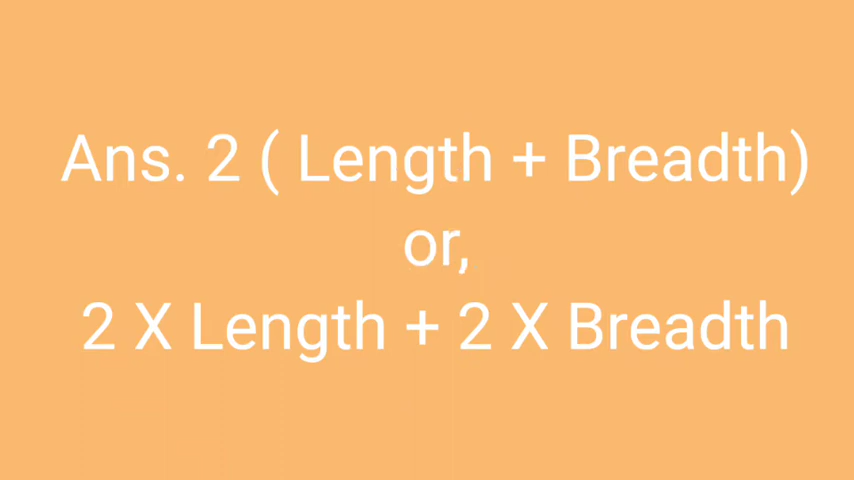 Ans. 2 ( Length + Breadth)
or,
2 X Length + 2 X Breadth